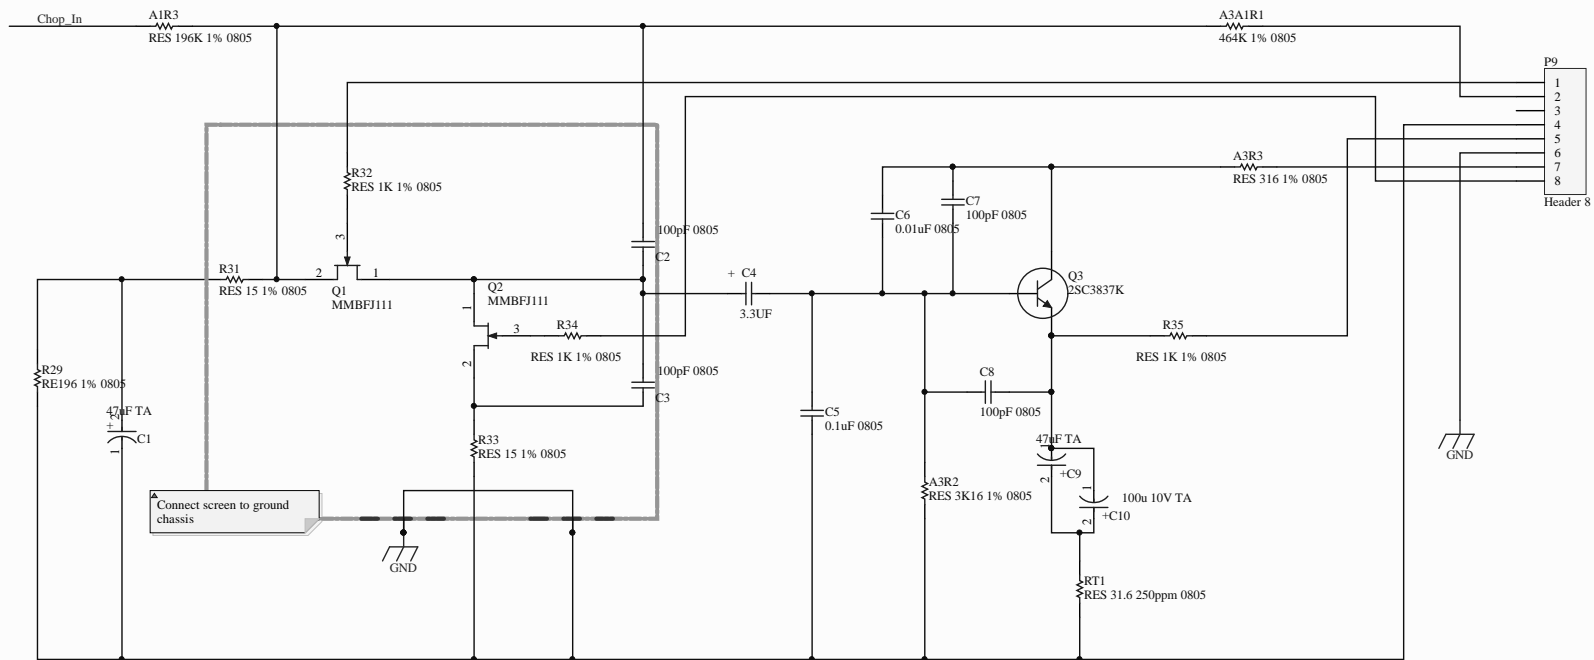 Chop_In
A1R3
RES 196K 1% 0805
A3A1R1
464K 1% 0805
P9
1
2
3
4
5
6
7
8
Header 8
A3R3
RES 316 1% 0805
R32
RES 1K 1% 0805
3
C7
100pF 0805
C6
0.01uF 0805
100pF 0805
C2
R31
RES 15 1% 0805
2
1
Q1
MMBFJ111
Q2
MMBFJ111
1
3
2
R34
RES 1K 1% 0805
+ C4
3.3UF
Q3
2SC3837K
R35
RES 1K 1% 0805
R29
RE196 1% 0805
100pF 0805
C3
C8
100pF 0805
47uF TA
2
+
C1
1
C5
0.1uF 0805
R33
RES 15 1% 0805
47uF TA
1
+C9
2
GND
A3R2
RES 3K16 1% 0805
1
100u 10V TA
+C10
2
Connect screen to ground
chassis
GND
RT1
RES 31.6 250ppm 0805